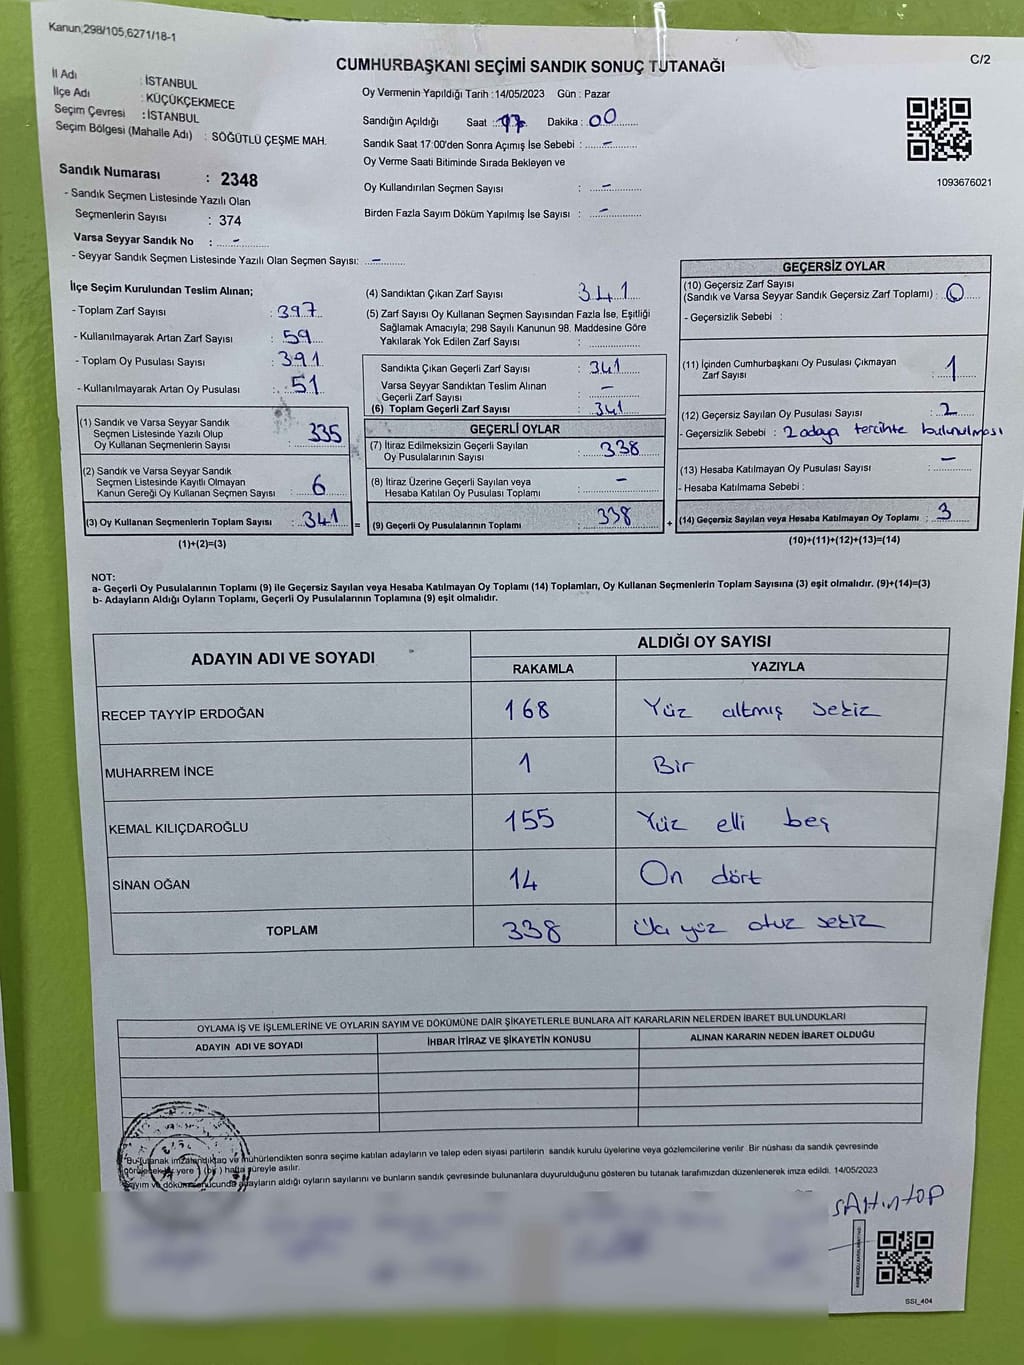 Kanun;298/105,6271/18-1
C/2
CUMHURBAŞKANI SEÇİMİ SANDIK SONUÇ TUTANAĞI
İl Adı : İSTANBUL
İlçe Adı : KÜÇÜKÇEKMECE
Seçim Çevresi : İSTANBUL
Seçim Bölgesi (Mahalle Adı) : SÖĞÜTLÜ ÇEŞME MAH.
Sandık Numarası : 2348
- Sandık Seçmen Listesinde Yazılı Olan
Seçmenlerin Sayısı : 374
Varsa Seyyar Sandık No : -
- Seyyar Sandık Seçmen Listesinde Yazılı Olan Seçmen Sayısı: -
Oy Vermenin Yapıldığı Tarih : 14/05/2023 Gün : Pazar
Sandığın Açıldığı Saat : 17 Dakika : 00
Sandık Saat 17:00'den Sonra Açımış İse Sebebi : -
Oy Verme Saati Bitiminde Sırada Bekleyen ve
Oy Kullandırılan Seçmen Sayısı : -
Birden Fazla Sayım Döküm Yapılmış İse Sayısı : -
1093676021
İlçe Seçim Kurulundan Teslim Alınan;
- Toplam Zarf Sayısı : 397
- Kullanılmayarak Artan Zarf Sayısı : 59
- Toplam Oy Pusulası Sayısı : 391
- Kullanılmayarak Artan Oy Pusulası : 51
(1) Sandık ve Varsa Seyyar Sandık
Seçmen Listesinde Yazılı Olup
Oy Kullanan Seçmenlerin Sayısı : 335
(2) Sandık ve Varsa Seyyar Sandık
Seçmen Listesinde Kayıtlı Olmayan
Kanun Gereği Oy Kullanan Seçmen Sayısı : 6
(3) Oy Kullanan Seçmenlerin Toplam Sayısı : 341 =
(1)+(2)=(3)
(4) Sandıktan Çıkan Zarf Sayısı : 341
(5) Zarf Sayısı Oy Kullanan Seçmen Sayısından Fazla İse, Eşitliği
Sağlamak Amacıyla; 298 Sayılı Kanunun 98. Maddesine Göre
Yakılarak Yok Edilen Zarf Sayısı :
Sandıkta Çıkan Geçerli Zarf Sayısı : 341
Varsa Seyyar Sandıktan Teslim Alınan
Geçerli Zarf Sayısı : -
(6) Toplam Geçerli Zarf Sayısı : 341
GEÇERLİ OYLAR
(7) İtiraz Edilmeksizin Geçerli Sayılan
Oy Pusulalarının Sayısı : 338
(8) İtiraz Üzerine Geçerli Sayılan veya
Hesaba Katılan Oy Pusulası Toplamı : -
(9) Geçerli Oy Pusulalarının Toplamı : 338 +
GEÇERSİZ OYLAR
(10) Geçersiz Zarf Sayısı
(Sandık ve Varsa Seyyar Sandık Geçersiz Zarf Toplamı) : 0
- Geçersizlik Sebebi :
(11) İçinden Cumhurbaşkanı Oy Pusulası Çıkmayan
Zarf Sayısı : 1
(12) Geçersiz Sayılan Oy Pusulası Sayısı : 2
- Geçersizlik Sebebi : 2 adaya tercihte bulunulması
(13) Hesaba Katılmayan Oy Pusulası Sayısı : -
- Hesaba Katılmama Sebebi :
(14) Geçersiz Sayılan veya Hesaba Katılmayan Oy Toplamı : 3
(10)+(11)+(12)+(13)=(14)
NOT:
a- Geçerli Oy Pusulalarının Toplamı (9) ile Geçersiz Sayılan veya Hesaba Katılmayan Oy Toplamı (14) Toplamları, Oy Kullanan Seçmenlerin Toplam Sayısına (3) eşit olmalıdır. (9)+(14)=(3)
b- Adayların Aldığı Oyların Toplamı, Geçerli Oy Pusulalarının Toplamına (9) eşit olmalıdır.
ADAYIN ADI VE SOYADI ALDIĞI OY SAYISI
RAKAMLA YAZIYLA
RECEP TAYYİP ERDOĞAN 168 Yüz altmış sekiz
MUHARREM İNCE 1 Bir
KEMAL KILIÇDAROĞLU 155 Yüz elli beş
SİNAN OĞAN 14 On dört
TOPLAM 338 Üç yüz otuz sekiz
OYLAMA İŞ VE İŞLEMLERİNE VE OYLARIN SAYIM VE DÖKÜMÜNE DAİR ŞİKAYETLERLE BUNLARA AİT KARARLARIN NELERDEN İBARET BULUNDUKLARI
ADAYIN ADI VE SOYADI İHBAR İTİRAZ VE ŞİKAYETİN KONUSU ALINAN KARARIN NEDEN İBARET OLDUĞU
Bu tutanak imzalandıktan ve mühürlendikten sonra seçime katılan adayların ve talep eden siyasi partilerin sandık kurulu üyelerine veya gözlemcilerine verilir. Bir nüshası da sandık çevresinde
görünecek bir yere (bir) hafta süreyle asılır.
Sayım ve döküm sonucunda adayların aldığı oyların sayılarını ve bunların sandık çevresinde bulunanlara duyurulduğunu gösteren bu tutanak tarafımızdan düzenlenerek imza edildi. 14/05/2023
SSI_404